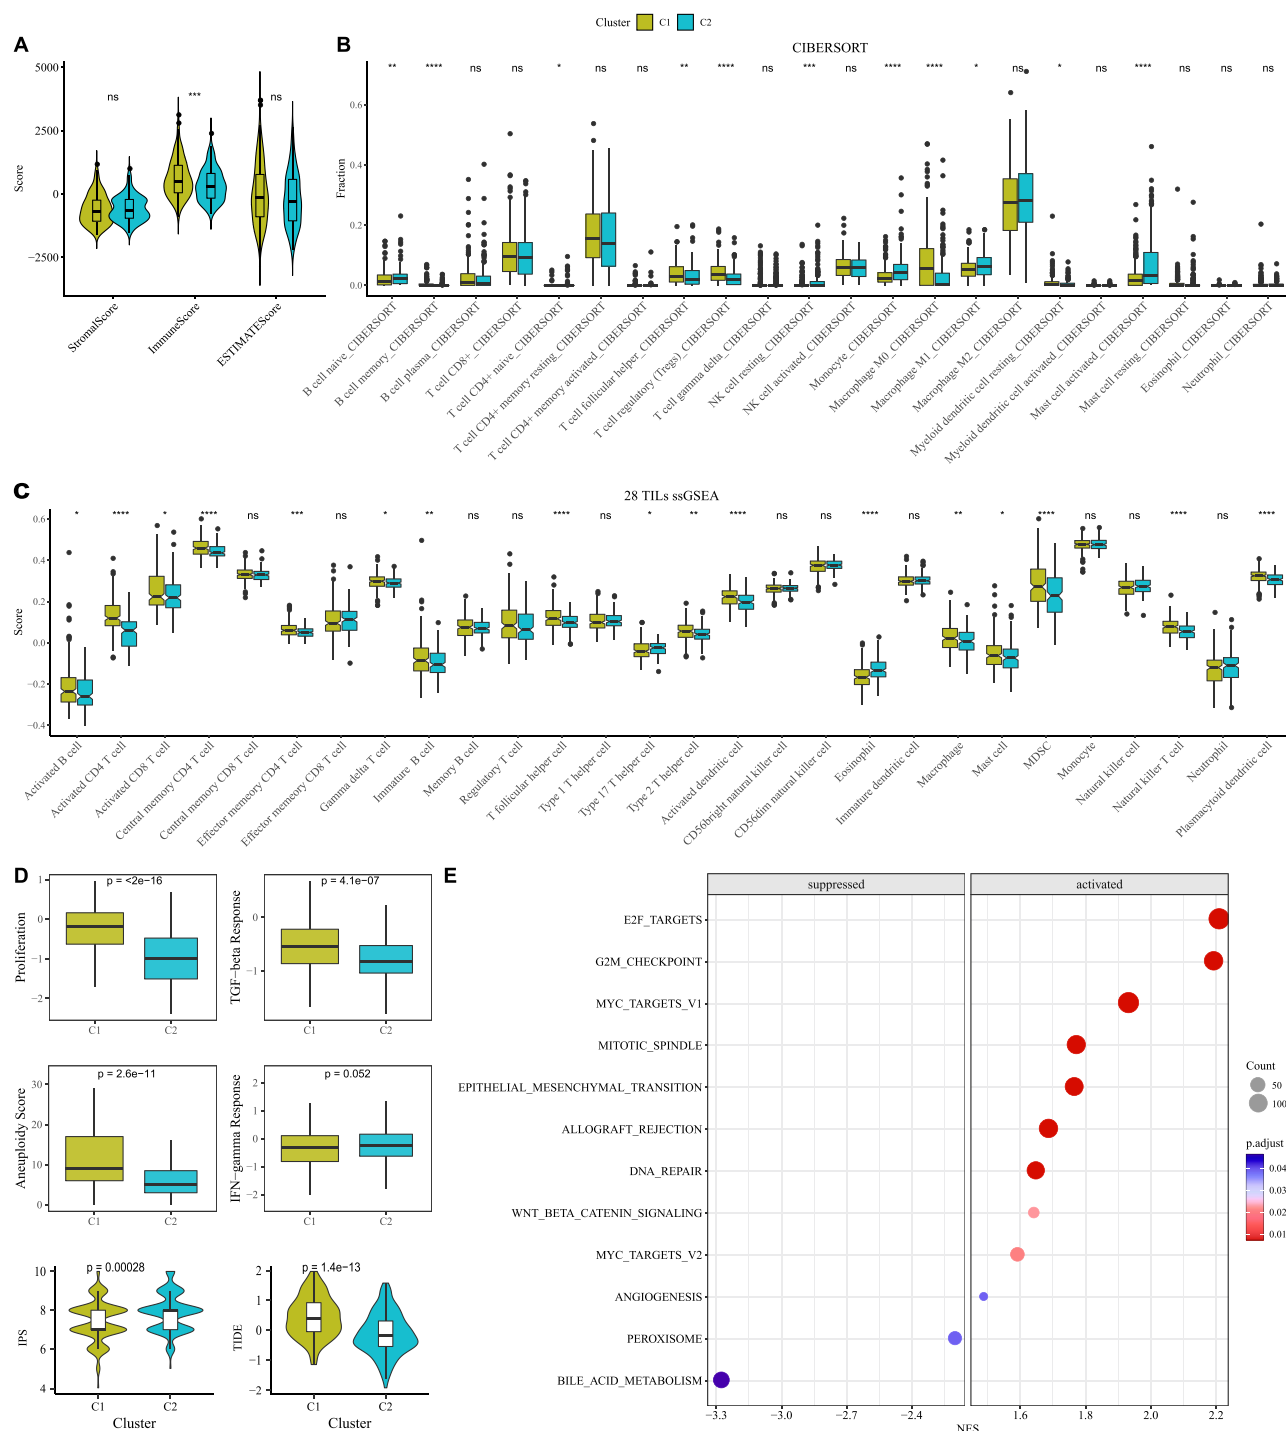 Cluster C1 C2
A
5000
2500
0
−2500
Score
ns
***
ns
StromalScore
ImmuneScore
ESTIMATEScore
B
CIBERSORT
** **** ns ns * ns ns ** **** ns *** ns **** **** * ns * ns **** ns ns ns
0.6
0.4
0.2
0.0
Fraction
B cell naive_CIBERSORT
B cell memory_CIBERSORT
B cell plasma_CIBERSORT
T cell CD8+_CIBERSORT
T cell CD4+ naive_CIBERSORT
T cell CD4+ memory resting_CIBERSORT
T cell CD4+ memory activated_CIBERSORT
T cell follicular helper_CIBERSORT
T cell regulatory (Tregs)_CIBERSORT
T cell gamma delta_CIBERSORT
NK cell resting_CIBERSORT
NK cell activated_CIBERSORT
Monocyte_CIBERSORT
Macrophage M0_CIBERSORT
Macrophage M1_CIBERSORT
Macrophage M2_CIBERSORT
Myeloid dendritic cell resting_CIBERSORT
Myeloid dendritic cell activated_CIBERSORT
Mast cell activated_CIBERSORT
Mast cell resting_CIBERSORT
Eosinophil_CIBERSORT
Neutrophil_CIBERSORT
C
28 TILs ssGSEA
* **** * **** ns *** ns * ** ns ns **** ns * ** **** ns ns **** ns ** * **** ns ns **** ns ****
0.6
0.4
0.2
0.0
−0.2
−0.4
Score
Activated B cell
Activated CD4 T cell
Activated CD8 T cell
Central memory CD4 T cell
Central memory CD8 T cell
Effector memeory CD4 T cell
Effector memeory CD8 T cell
Gamma delta T cell
Immature  B cell
Memory B cell
Regulatory T cell
T follicular helper cell
Type 1 T helper cell
Type 17 T helper cell
Type 2 T helper cell
Activated dendritic cell
CD56bright natural killer cell
CD56dim natural killer cell
Eosinophil
Immature dendritic cell
Macrophage
Mast cell
MDSC
Monocyte
Natural killer cell
Natural killer T cell
Neutrophil
Plasmacytoid dendritic cell
D
p = <2e−16
1
0
−1
−2
Proliferation
C1 C2
p = 4.1e−07
0
−1
TGF−beta Response
C1 C2
p = 2.6e−11
30
20
10
0
Aneuploidy Score
C1 C2
p = 0.052
2
1
0
−1
−2
IFN−gamma Response
C1 C2
p = 0.00028
10
8
6
4
IPS
C1 C2
Cluster
p = 1.4e−13
2
1
0
−1
−2
TIDE
C1 C2
Cluster
E
suppressed activated
E2F_TARGETS
G2M_CHECKPOINT
MYC_TARGETS_V1
MITOTIC_SPINDLE
EPITHELIAL_MESENCHYMAL_TRANSITION
ALLOGRAFT_REJECTION
DNA_REPAIR
WNT_BETA_CATENIN_SIGNALING
MYC_TARGETS_V2
ANGIOGENESIS
PEROXISOME
BILE_ACID_METABOLISM
−3.3 −3.0 −2.7 −2.4 1.6 1.8 2.0 2.2
NES
Count
50
100
p.adjust
0.04
0.03
0.02
0.01